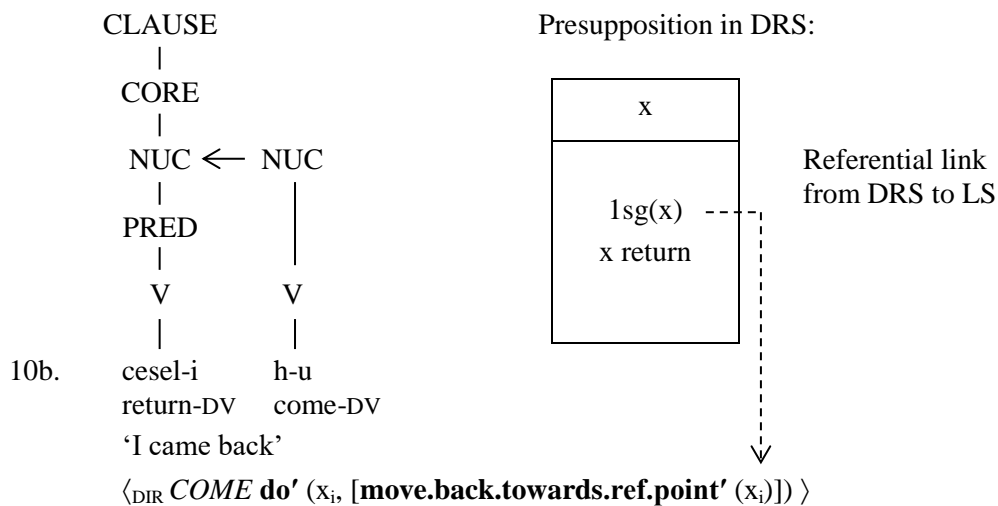 CLAUSE
Presupposition in DRS:
CORE
x
NUC NUC
Referential link
from DRS to LS
1sg(x)
PRED
x return
V V
10b. cesel-i h-u
return-DV come-DV
‘I came back’
⟨DIR COME do′ (xi, [move.back.towards.ref.point′ (xi)]) ⟩